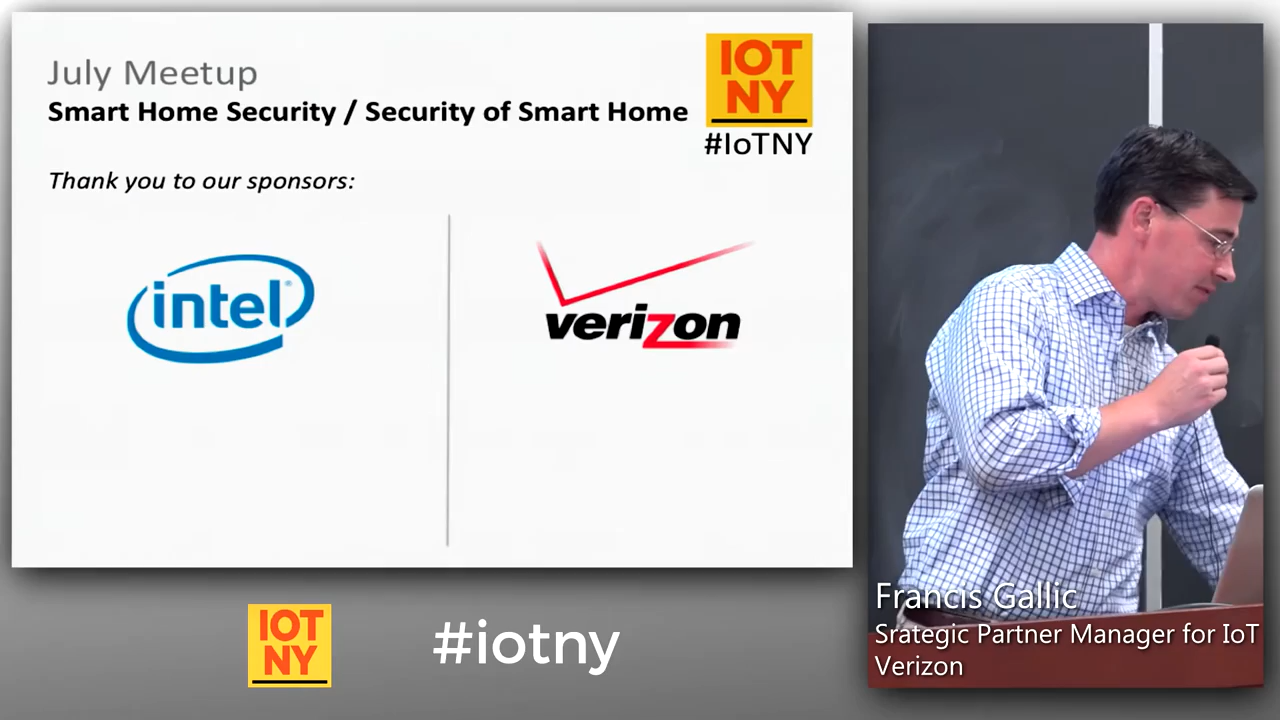 July Meetup
Smart Home Security / Security of Smart Home
IOT
NY
#IoTNY
Thank you to our sponsors:
intel®
verizon
IOT
NY
#iotny
Francis Gallic
Srategic Partner Manager for IoT
Verizon